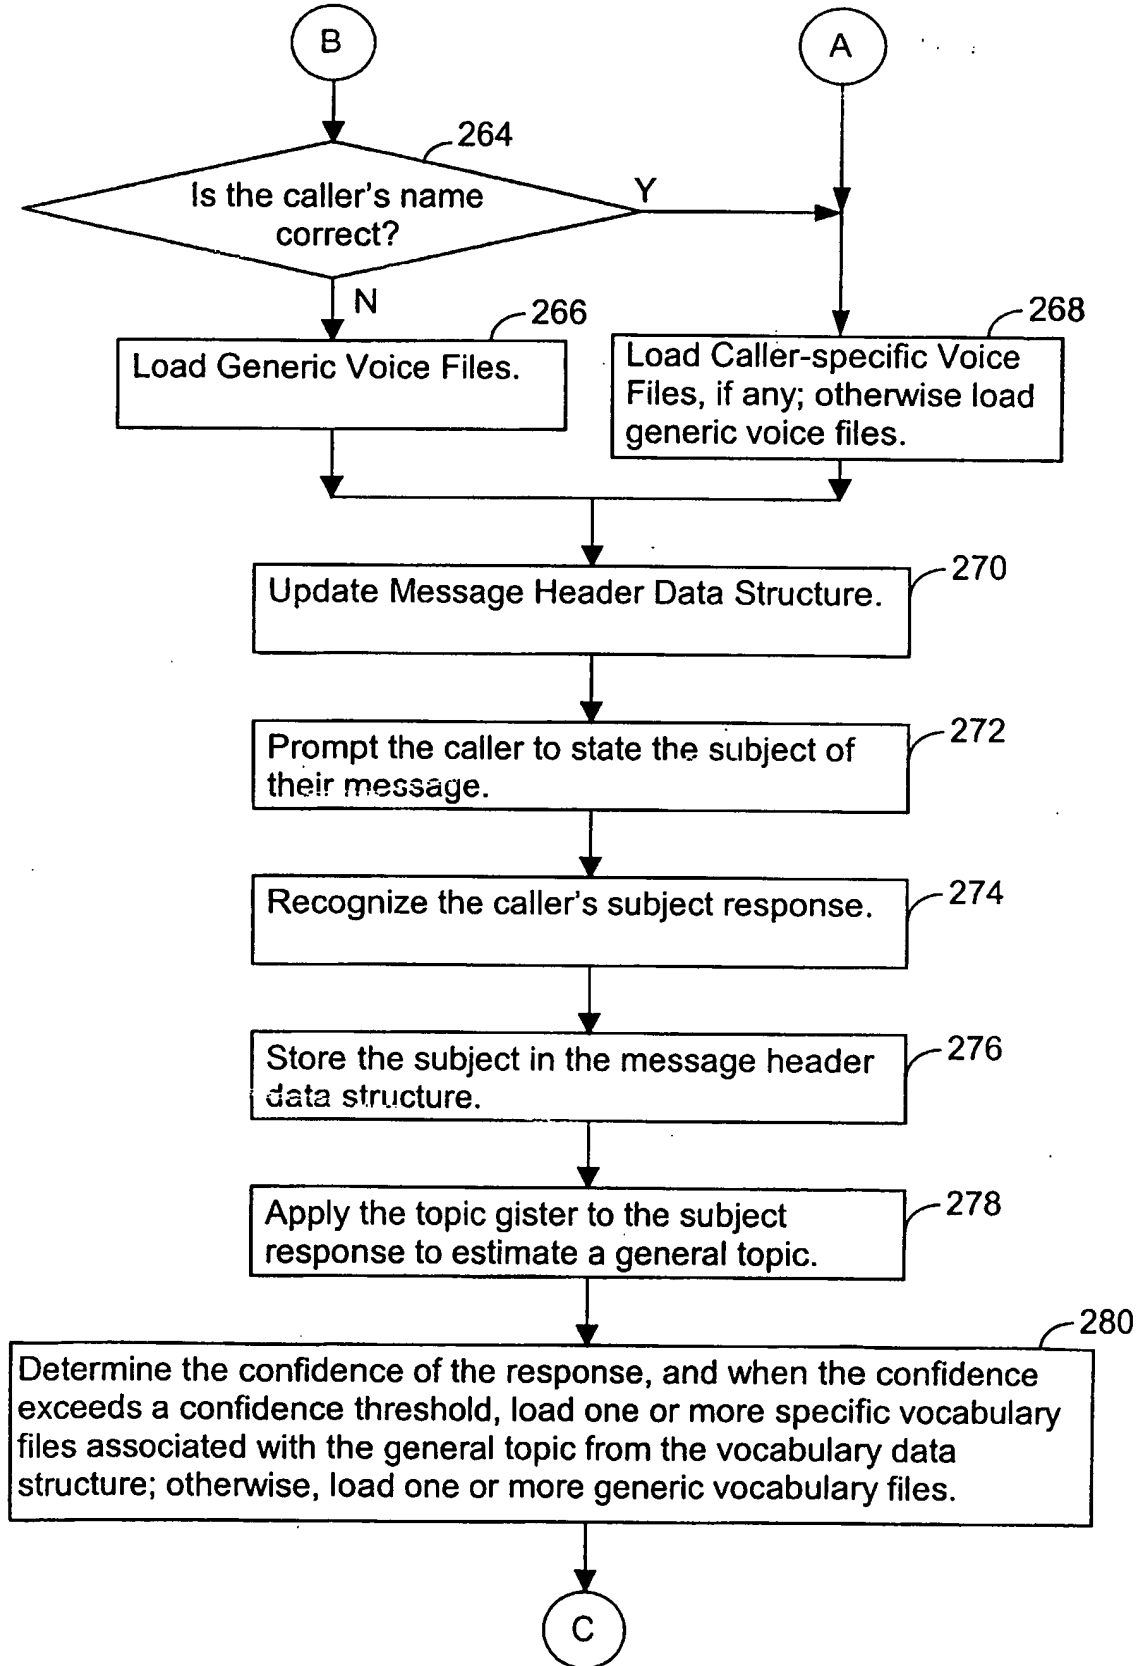 B
A
264
Is the caller's name
correct?
Y
N
266
268
Load Generic Voice Files.
Load Caller-specific Voice
Files, if any; otherwise load
generic voice files.
270
Update Message Header Data Structure.
272
Prompt the caller to state the subject of
their message.
274
Recognize the caller's subject response.
276
Store the subject in the message header
data structure.
278
Apply the topic gister to the subject
response to estimate a general topic.
280
Determine the confidence of the response, and when the confidence
exceeds a confidence threshold, load one or more specific vocabulary
files associated with the general topic from the vocabulary data
structure; otherwise, load one or more generic vocabulary files.
C